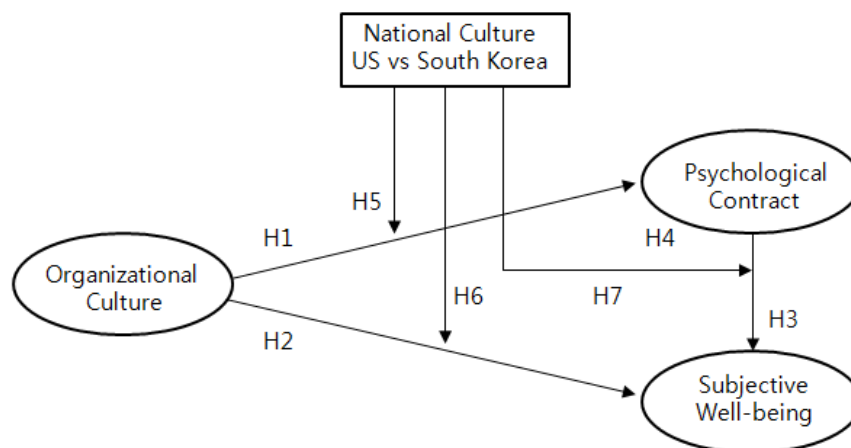 National Culture
US vs South Korea
Psychological
Contract
H5
H1
H4
Organizational
Culture
H6
H7
H2
H3
Subjective
Well-being